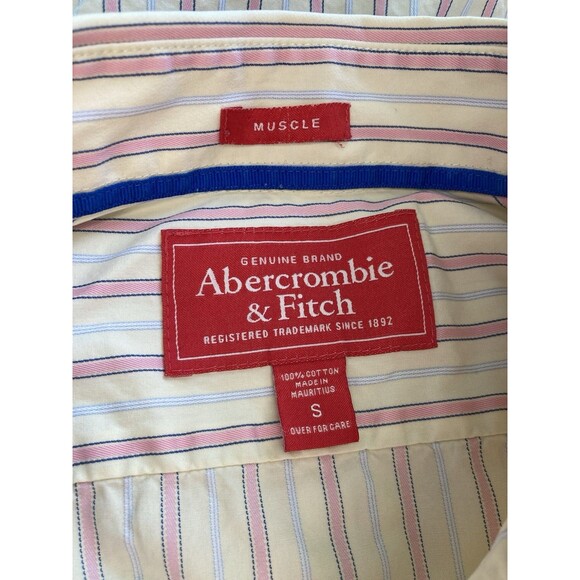 MUSCLE
GENUINE BRAND
Abercrombie
& Fitch
REGISTERED TRADEMARK SINCE 1892
100% COTTON
MADE IN
MAURITIUS
S
OVER FOR CARE